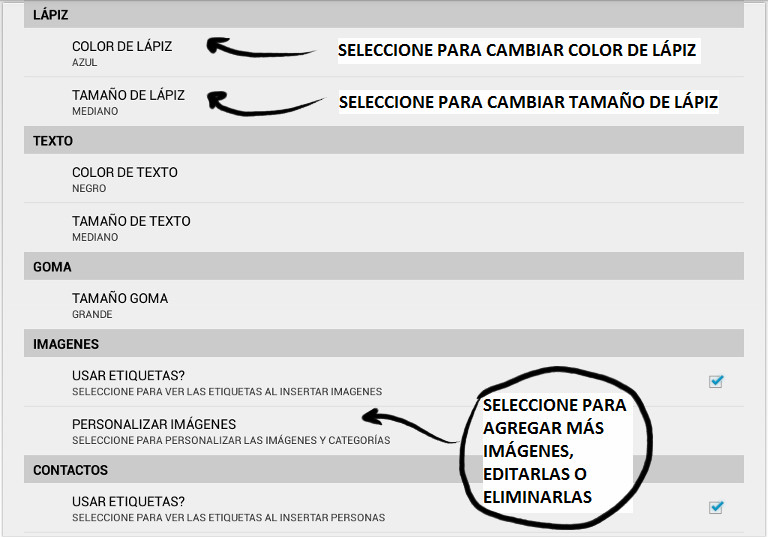 LÁPIZ
COLOR DE LÁPIZ
AZUL
SELECCIONE PARA CAMBIAR COLOR DE LÁPIZ
TAMAÑO DE LÁPIZ
MEDIANO
SELECCIONE PARA CAMBIAR TAMAÑO DE LÁPIZ
TEXTO
COLOR DE TEXTO
NEGRO
TAMAÑO DE TEXTO
MEDIANO
GOMA
TAMAÑO GOMA
GRANDE
IMAGENES
USAR ETIQUETAS?
SELECCIONE PARA VER LAS ETIQUETAS AL INSERTAR IMAGENES
PERSONALIZAR IMÁGENES
SELECCIONE PARA PERSONALIZAR LAS IMÁGENES Y CATEGORÍAS
SELECCIONE PARA
AGREGAR MÁS
IMÁGENES,
EDITARLAS O
ELIMINARLAS
CONTACTOS
USAR ETIQUETAS?
SELECCIONE PARA VER LAS ETIQUETAS AL INSERTAR PERSONAS